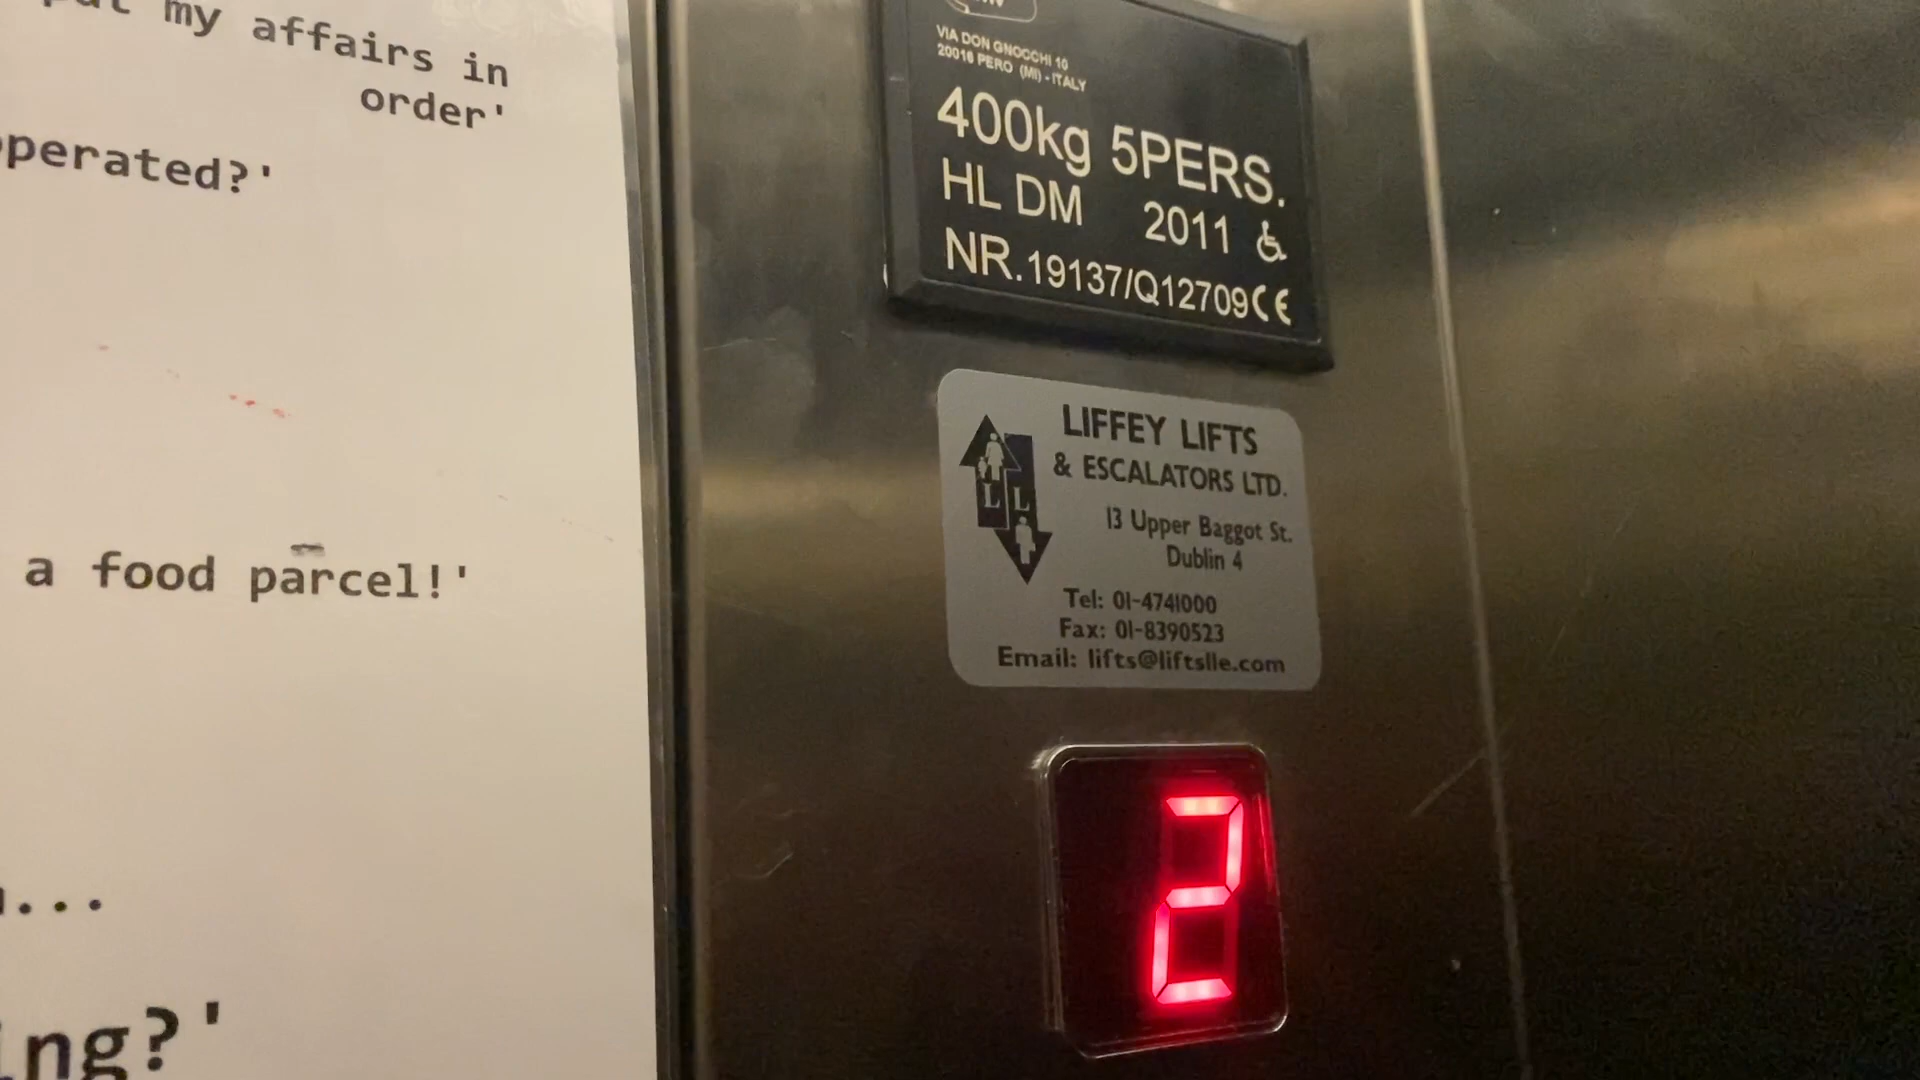 my affairs in
order'
a food parcel!'
VIA DON GNOCCHI 10
20016 PERO (MI) - ITALY
400kg 5PERS.
HL DM 2011
NR.19137/Q12709 CE
LIFFEY LIFTS
& ESCALATORS LTD.
L L
13 Upper Baggot St.
Dublin 4
Tel: 01-4741000
Fax: 01-8390523
Email: lifts@liftslle.com
2